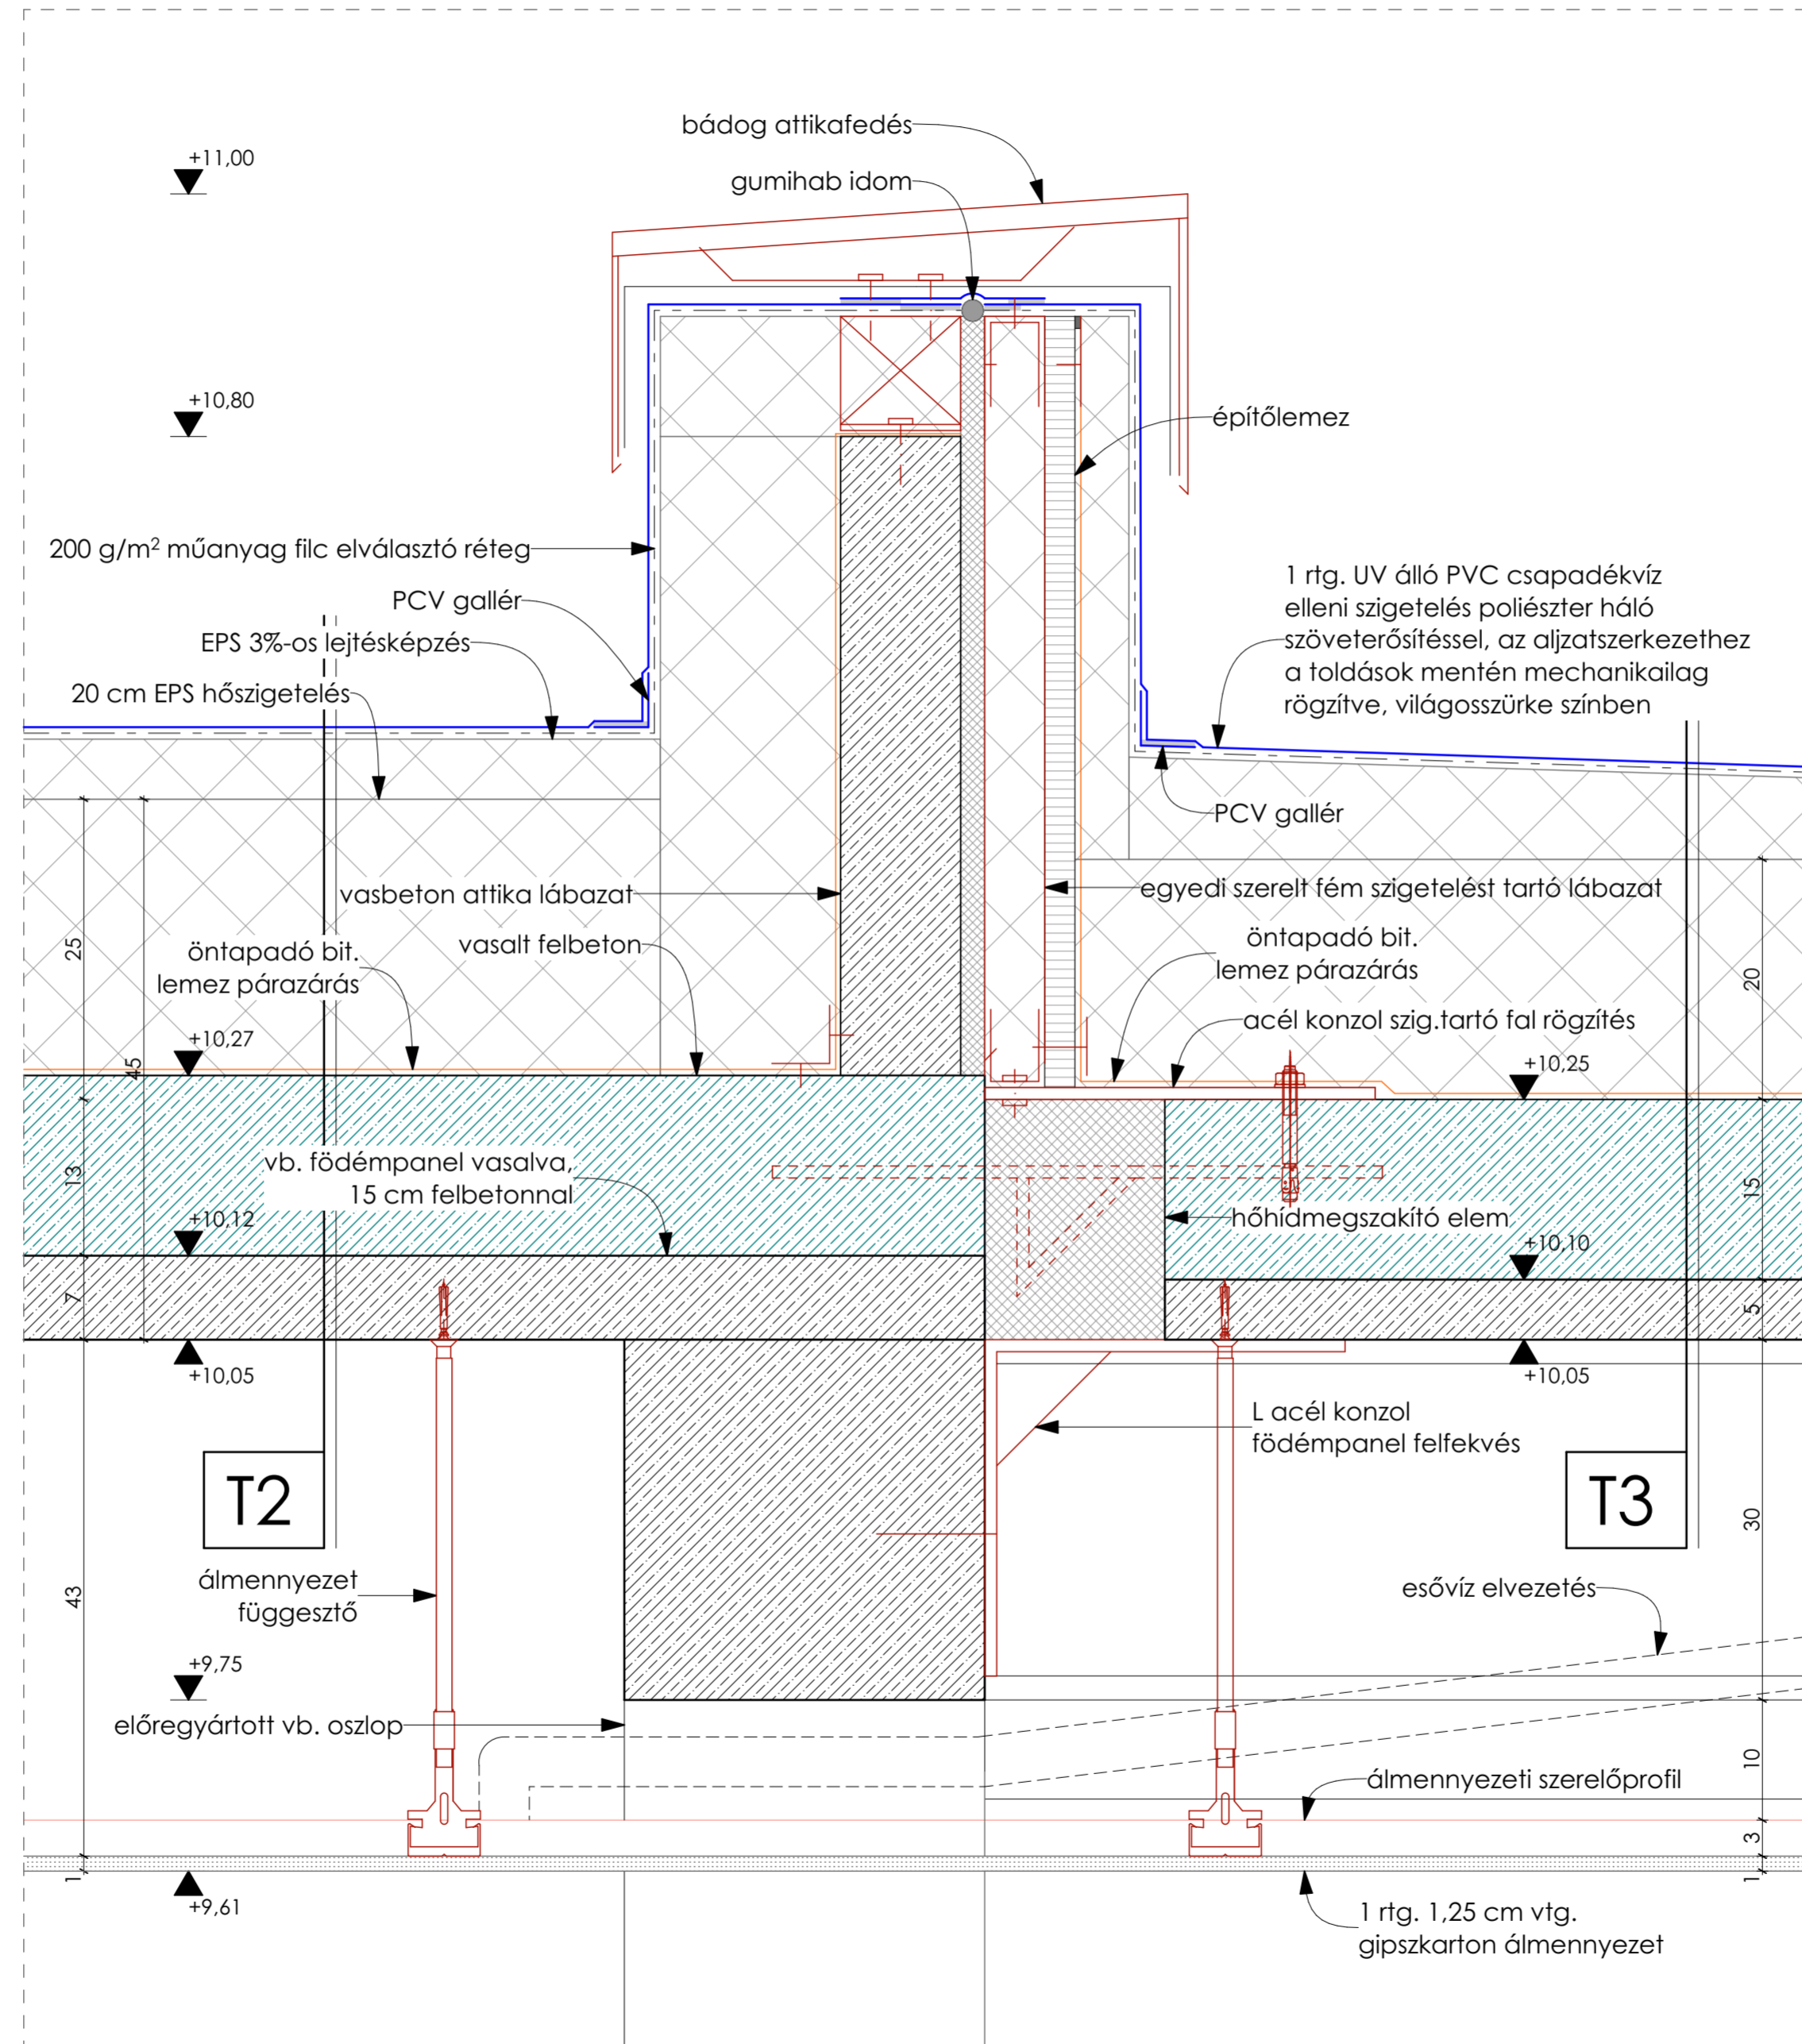 bádog attikafedés
+11,00
gumihab idom
+10,80
építőlemez
200 g/m² műanyag filc elválasztó réteg
1 rtg. UV álló PVC csapadékvíz
elleni szigetelés poliészter háló
szöveterősítéssel, az aljzatszerkezethez
a toldások mentén mechanikailag
rögzítve, világosszürke színben
PCV gallér
EPS 3%-os lejtésképzés
20 cm EPS hőszigetelés
PCV gallér
vasbeton attika lábazat
egyedi szerelt fém szigetelést tartó lábazat
25
öntapadó bit.
lemez párazárás
vasalt felbeton
öntapadó bit.
lemez párazárás
20
acél konzol szig.tartó fal rögzítés
+10,27
45
+10,25
13
vb. födémpanel vasalva,
15 cm felbetonnal
15
+10,12
hőhídmegszakító elem
+10,10
7
5
+10,05
+10,05
L acél konzol
födémpanel felfekvés
T2
T3
30
43
álmennyezet
függesztő
esővíz elvezetés
+9,75
előregyártott vb. oszlop
10
álmennyezeti szerelőprofil
3
1
1
+9,61
1 rtg. 1,25 cm vtg.
gipszkarton álmennyezet